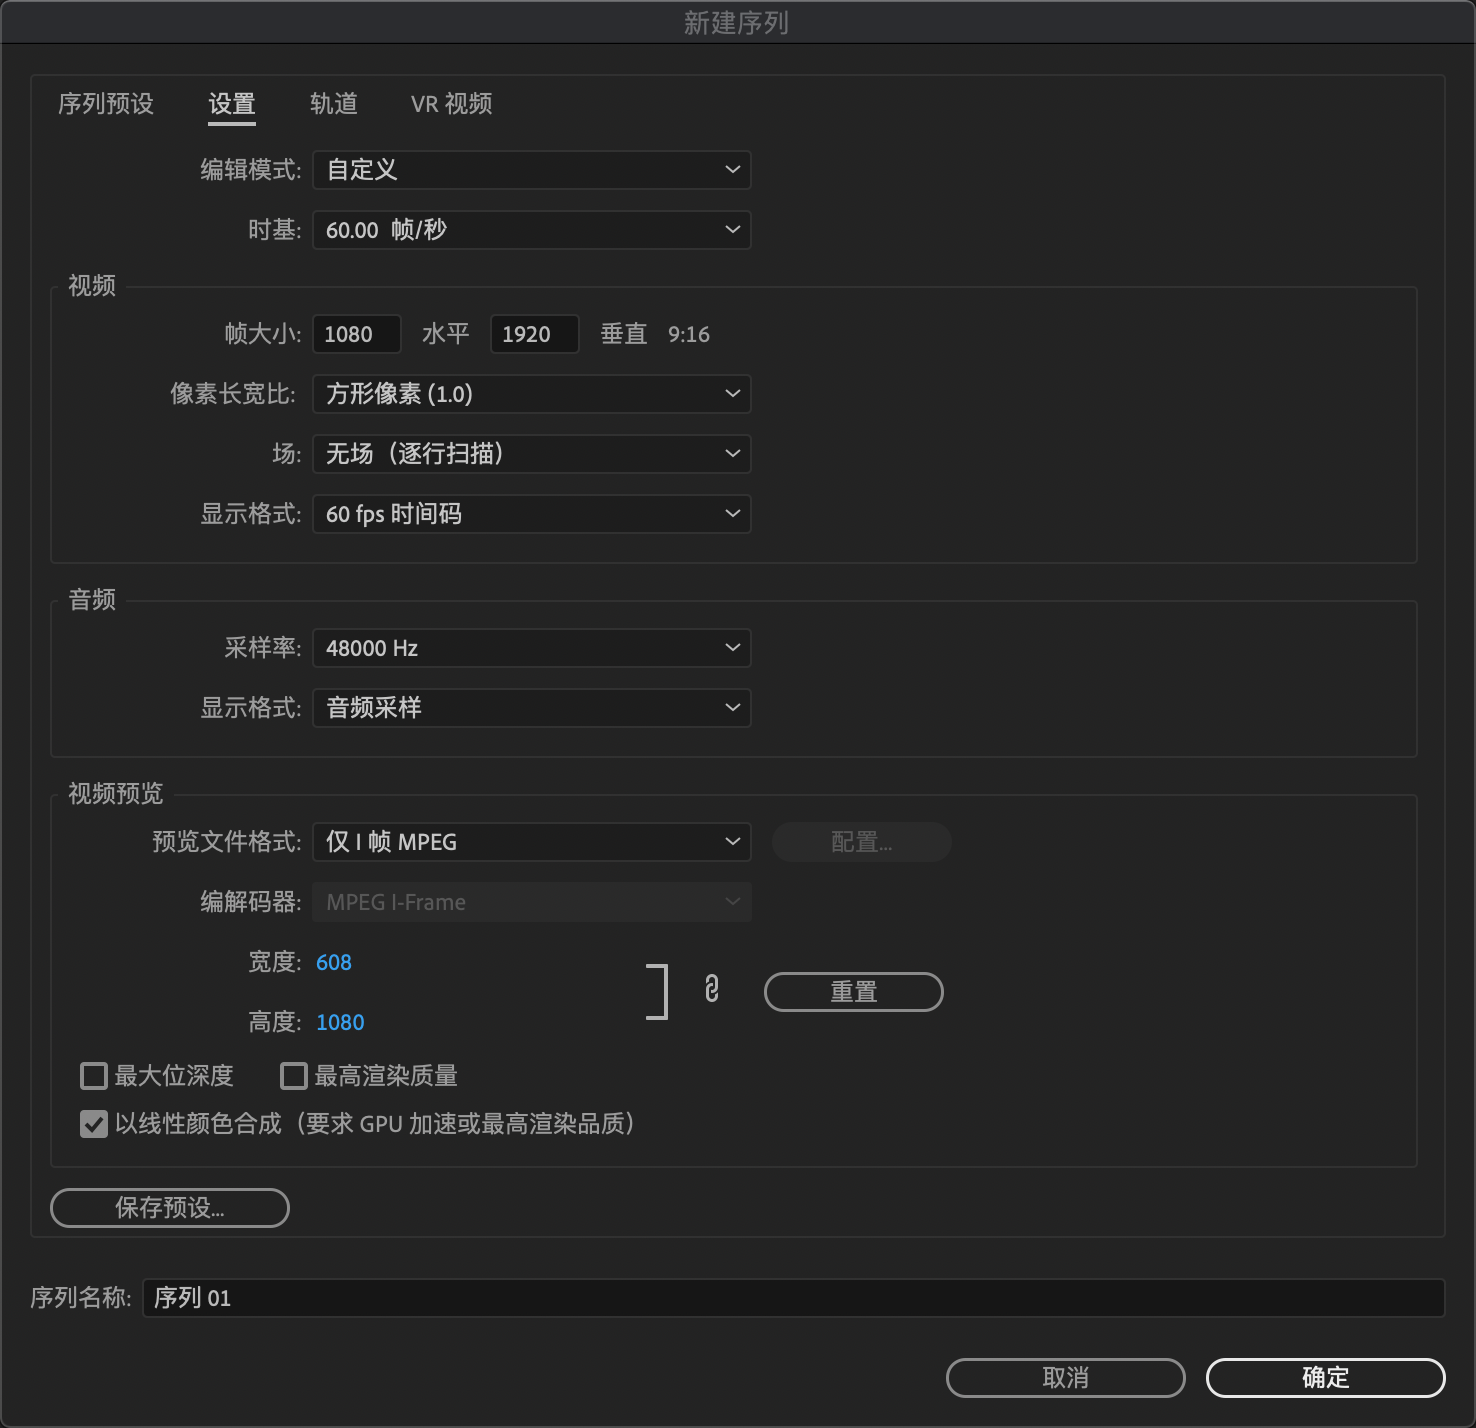 新建序列
序列预设 设置 轨道 VR 视频
编辑模式: 自定义
时基: 60.00 帧/秒
视频
帧大小: 1080 水平 1920 垂直 9:16
像素长宽比: 方形像素 (1.0)
场: 无场（逐行扫描）
显示格式: 60 fps 时间码
音频
采样率: 48000 Hz
显示格式: 音频采样
视频预览
预览文件格式: 仅 I 帧 MPEG 配置...
编解码器: MPEG I-Frame
宽度: 608
重置
高度: 1080
最大位深度 最高渲染质量
以线性颜色合成（要求 GPU 加速或最高渲染品质）
保存预设...
序列名称: 序列 01
取消 确定